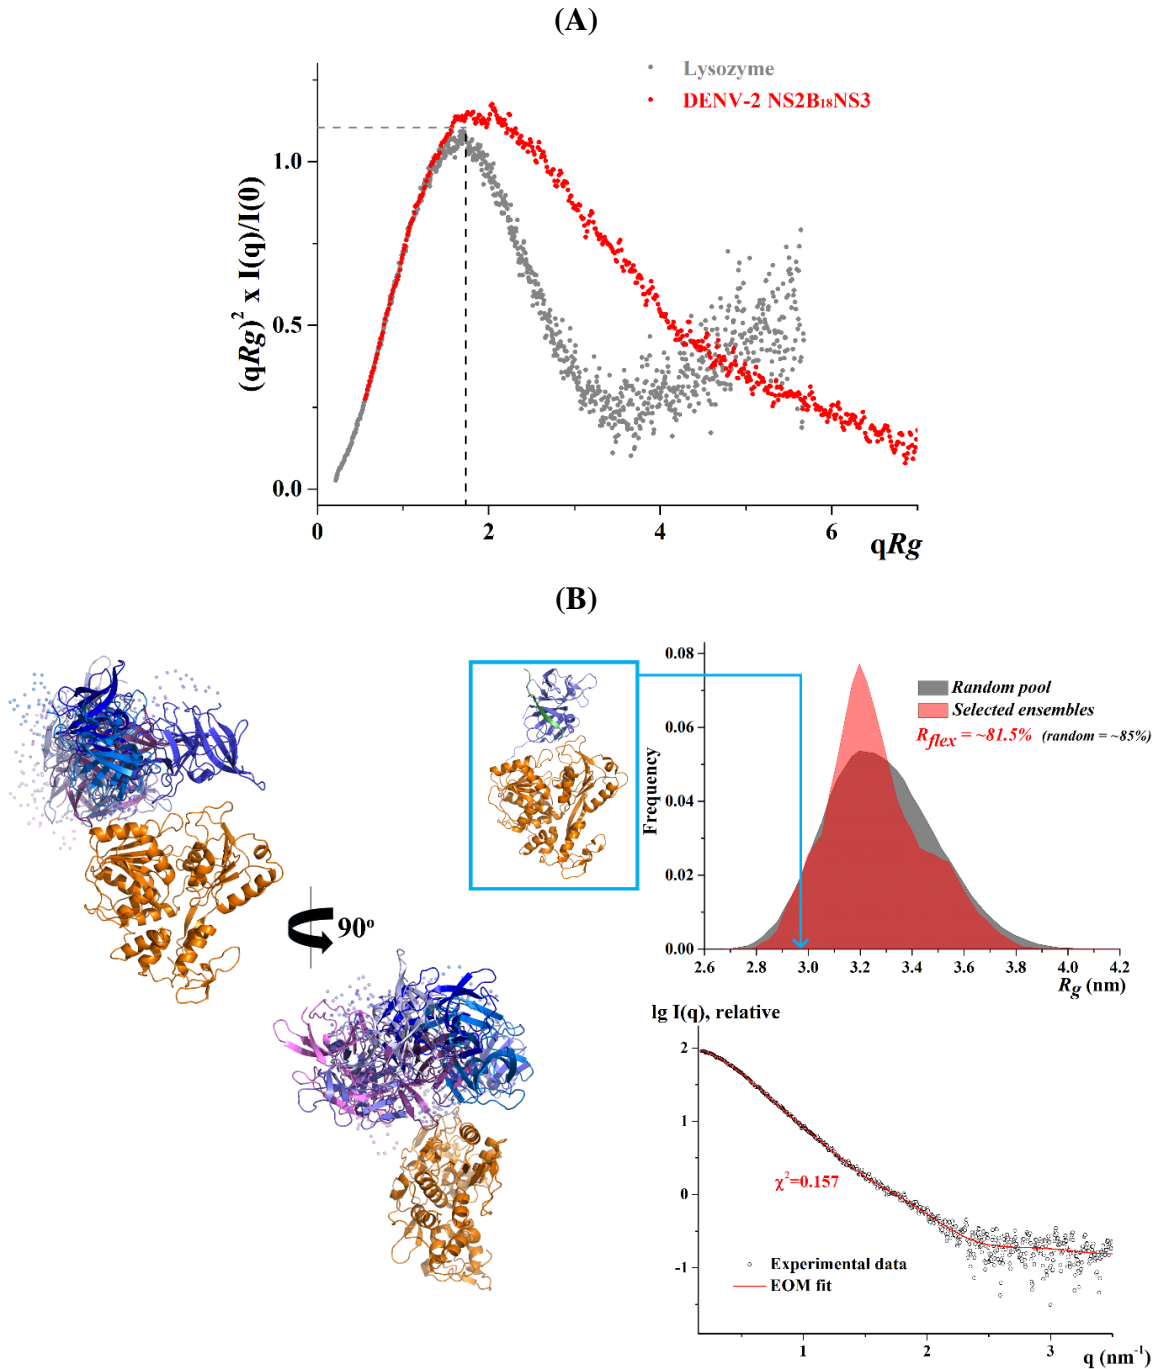 (A)
Lysozyme
DENV-2 NS2B₁₈NS3
(qRg)² x I(q)/I(0)
1.0
0.5
0.0
0
2
4
6
qRg
(B)
90°
Frequency
0.08
0.06
0.04
0.02
0.00
Random pool
Selected ensembles
R_flex = ~81.5% (random = ~85%)
2.6 2.8 3.0 3.2 3.4 3.6 3.8 4.0 4.2
Rg (nm)
lg I(q), relative
2
1
0
-1
χ²=0.157
Experimental data
EOM fit
1
2
3
q (nm⁻¹)